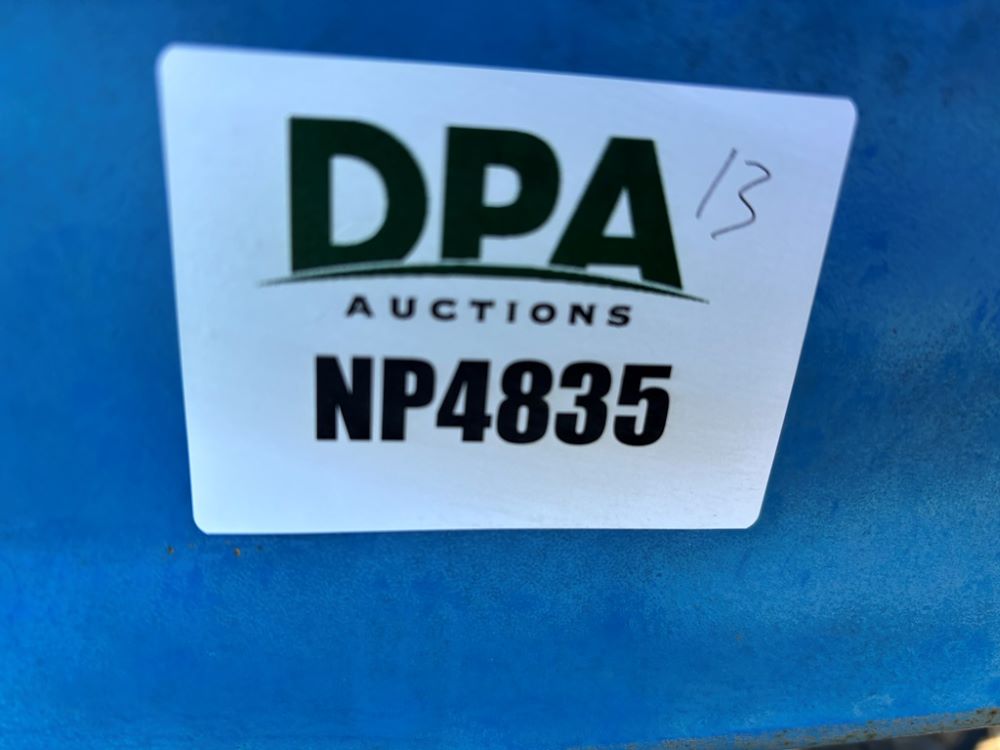 DPA
13
AUCTIONS
NP4835